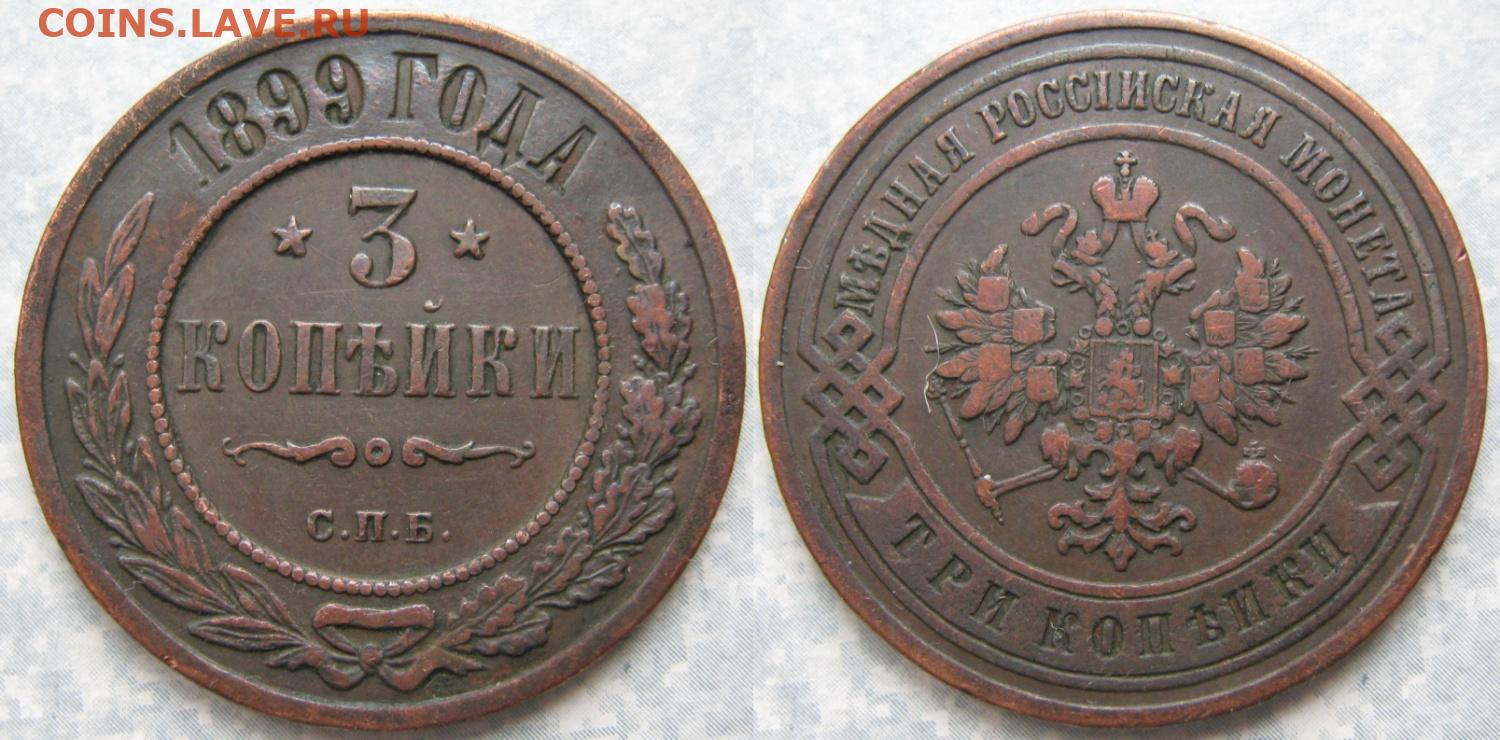 COINS.LAVE.RU
1899 ГОДА
3
КОПѢЙКИ
С.П.Б.
МѢДНАЯ РОССІЙСКАЯ МОНЕТА
ТРИ КОПѢЙКИ